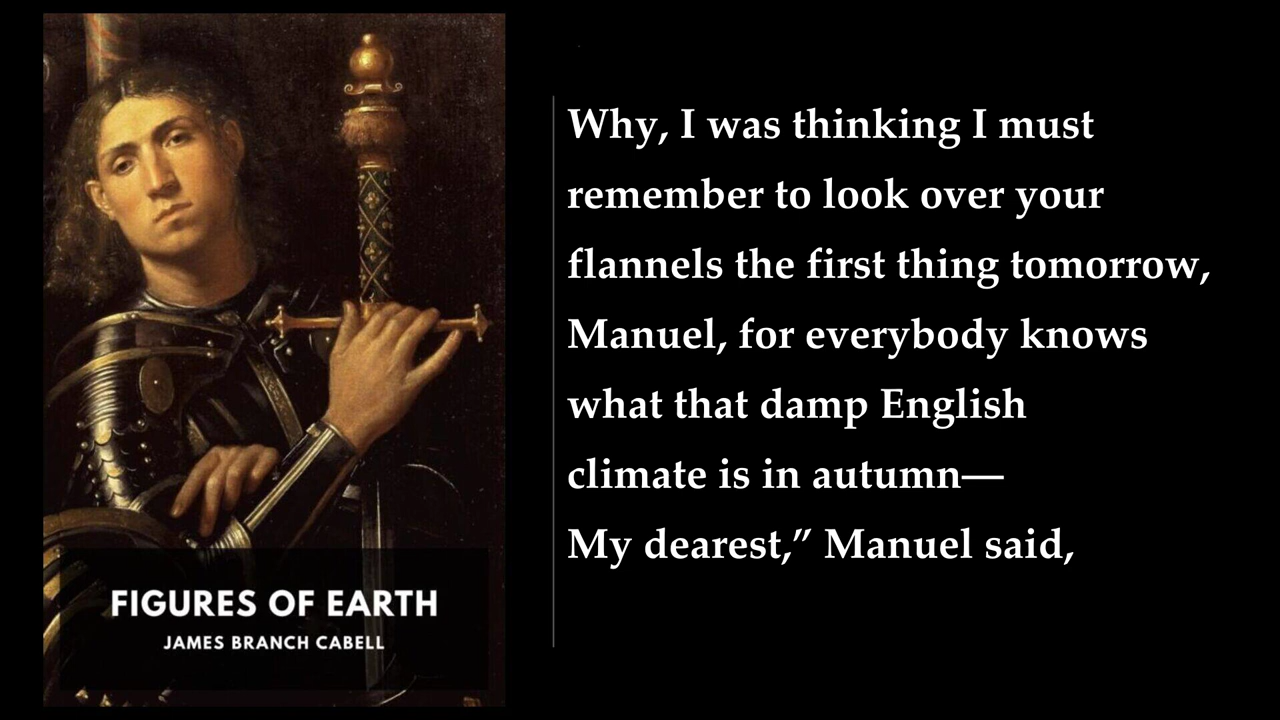 FIGURES OF EARTH
JAMES BRANCH CABELL
Why, I was thinking I must
remember to look over your
flannels the first thing tomorrow,
Manuel, for everybody knows
what that damp English
climate is in autumn—
My dearest,” Manuel said,